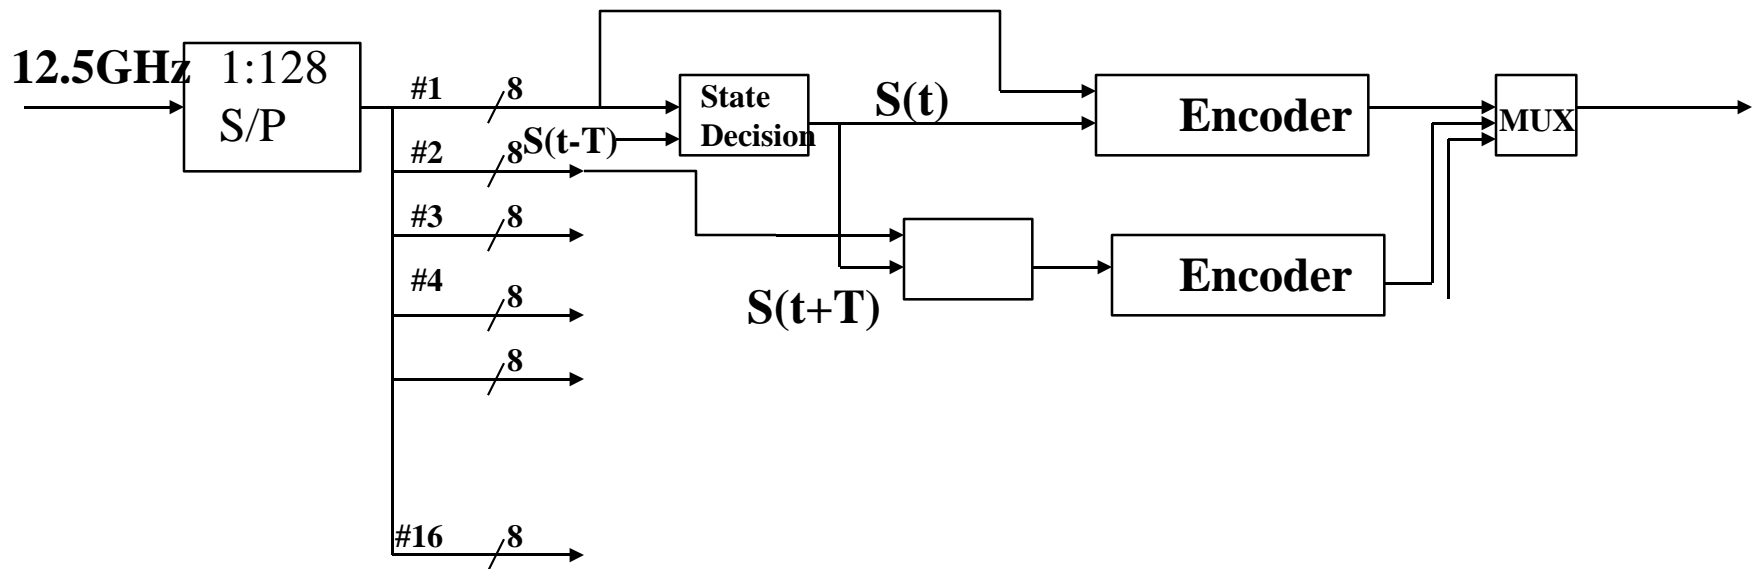 12.5GHz
1:128
S/P
#1
8
State
Decision
S(t)
Encoder
MUX
S(t-T)
#2
8
#3
8
Encoder
#4
8
S(t+T)
8
#16
8